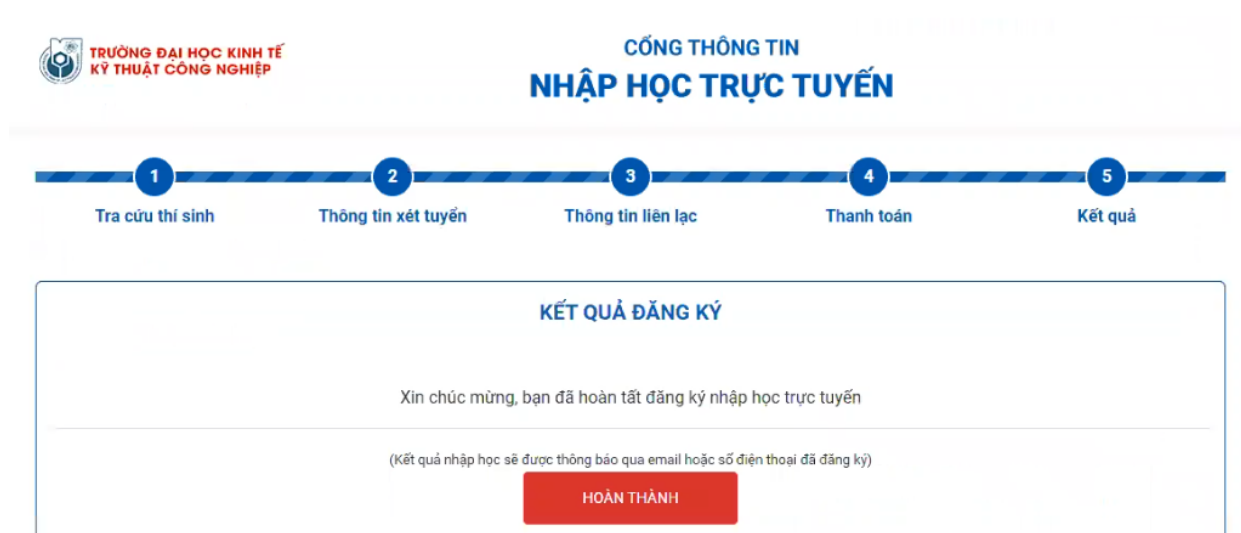 TRƯỜNG ĐẠI HỌC KINH TẾ
KỸ THUẬT CÔNG NGHIỆP
CỔNG THÔNG TIN
NHẬP HỌC TRỰC TUYẾN
1
2
3
4
5
Tra cứu thí sinh
Thông tin xét tuyển
Thông tin liên lạc
Thanh toán
Kết quả
KẾT QUẢ ĐĂNG KÝ
Xin chúc mừng, bạn đã hoàn tất đăng ký nhập học trực tuyến
(Kết quả nhập học sẽ được thông báo qua email hoặc số điện thoại đã đăng ký)
HOÀN THÀNH